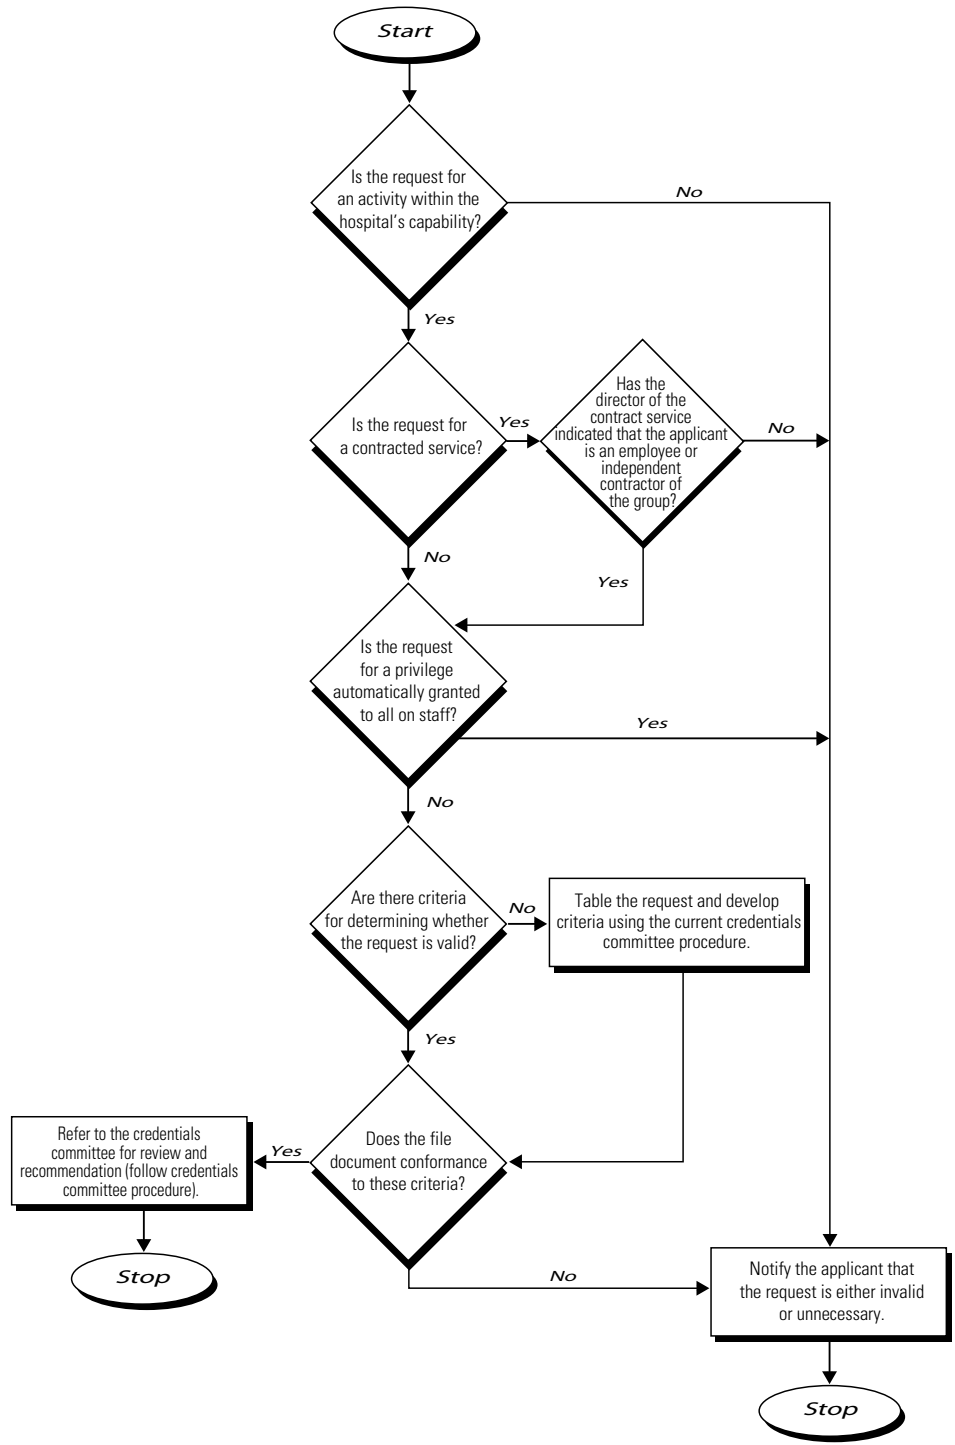 Start
Is the request for
an activity within the
hospital's capability?
No
Yes
Is the request for
a contracted service?
Yes
Has the
director of the
contract service
indicated that the applicant
is an employee or
independent
contractor of
the group?
No
No
Yes
Is the request
for a privilege
automatically granted
to all on staff?
Yes
No
Are there criteria
for determining whether
the request is valid?
No
Table the request and develop
criteria using the current credentials
committee procedure.
Yes
Does the file
document conformance
to these criteria?
Yes
Refer to the credentials
committee for review and
recommendation (follow credentials
committee procedure).
Stop
No
Notify the applicant that
the request is either invalid
or unnecessary.
Stop